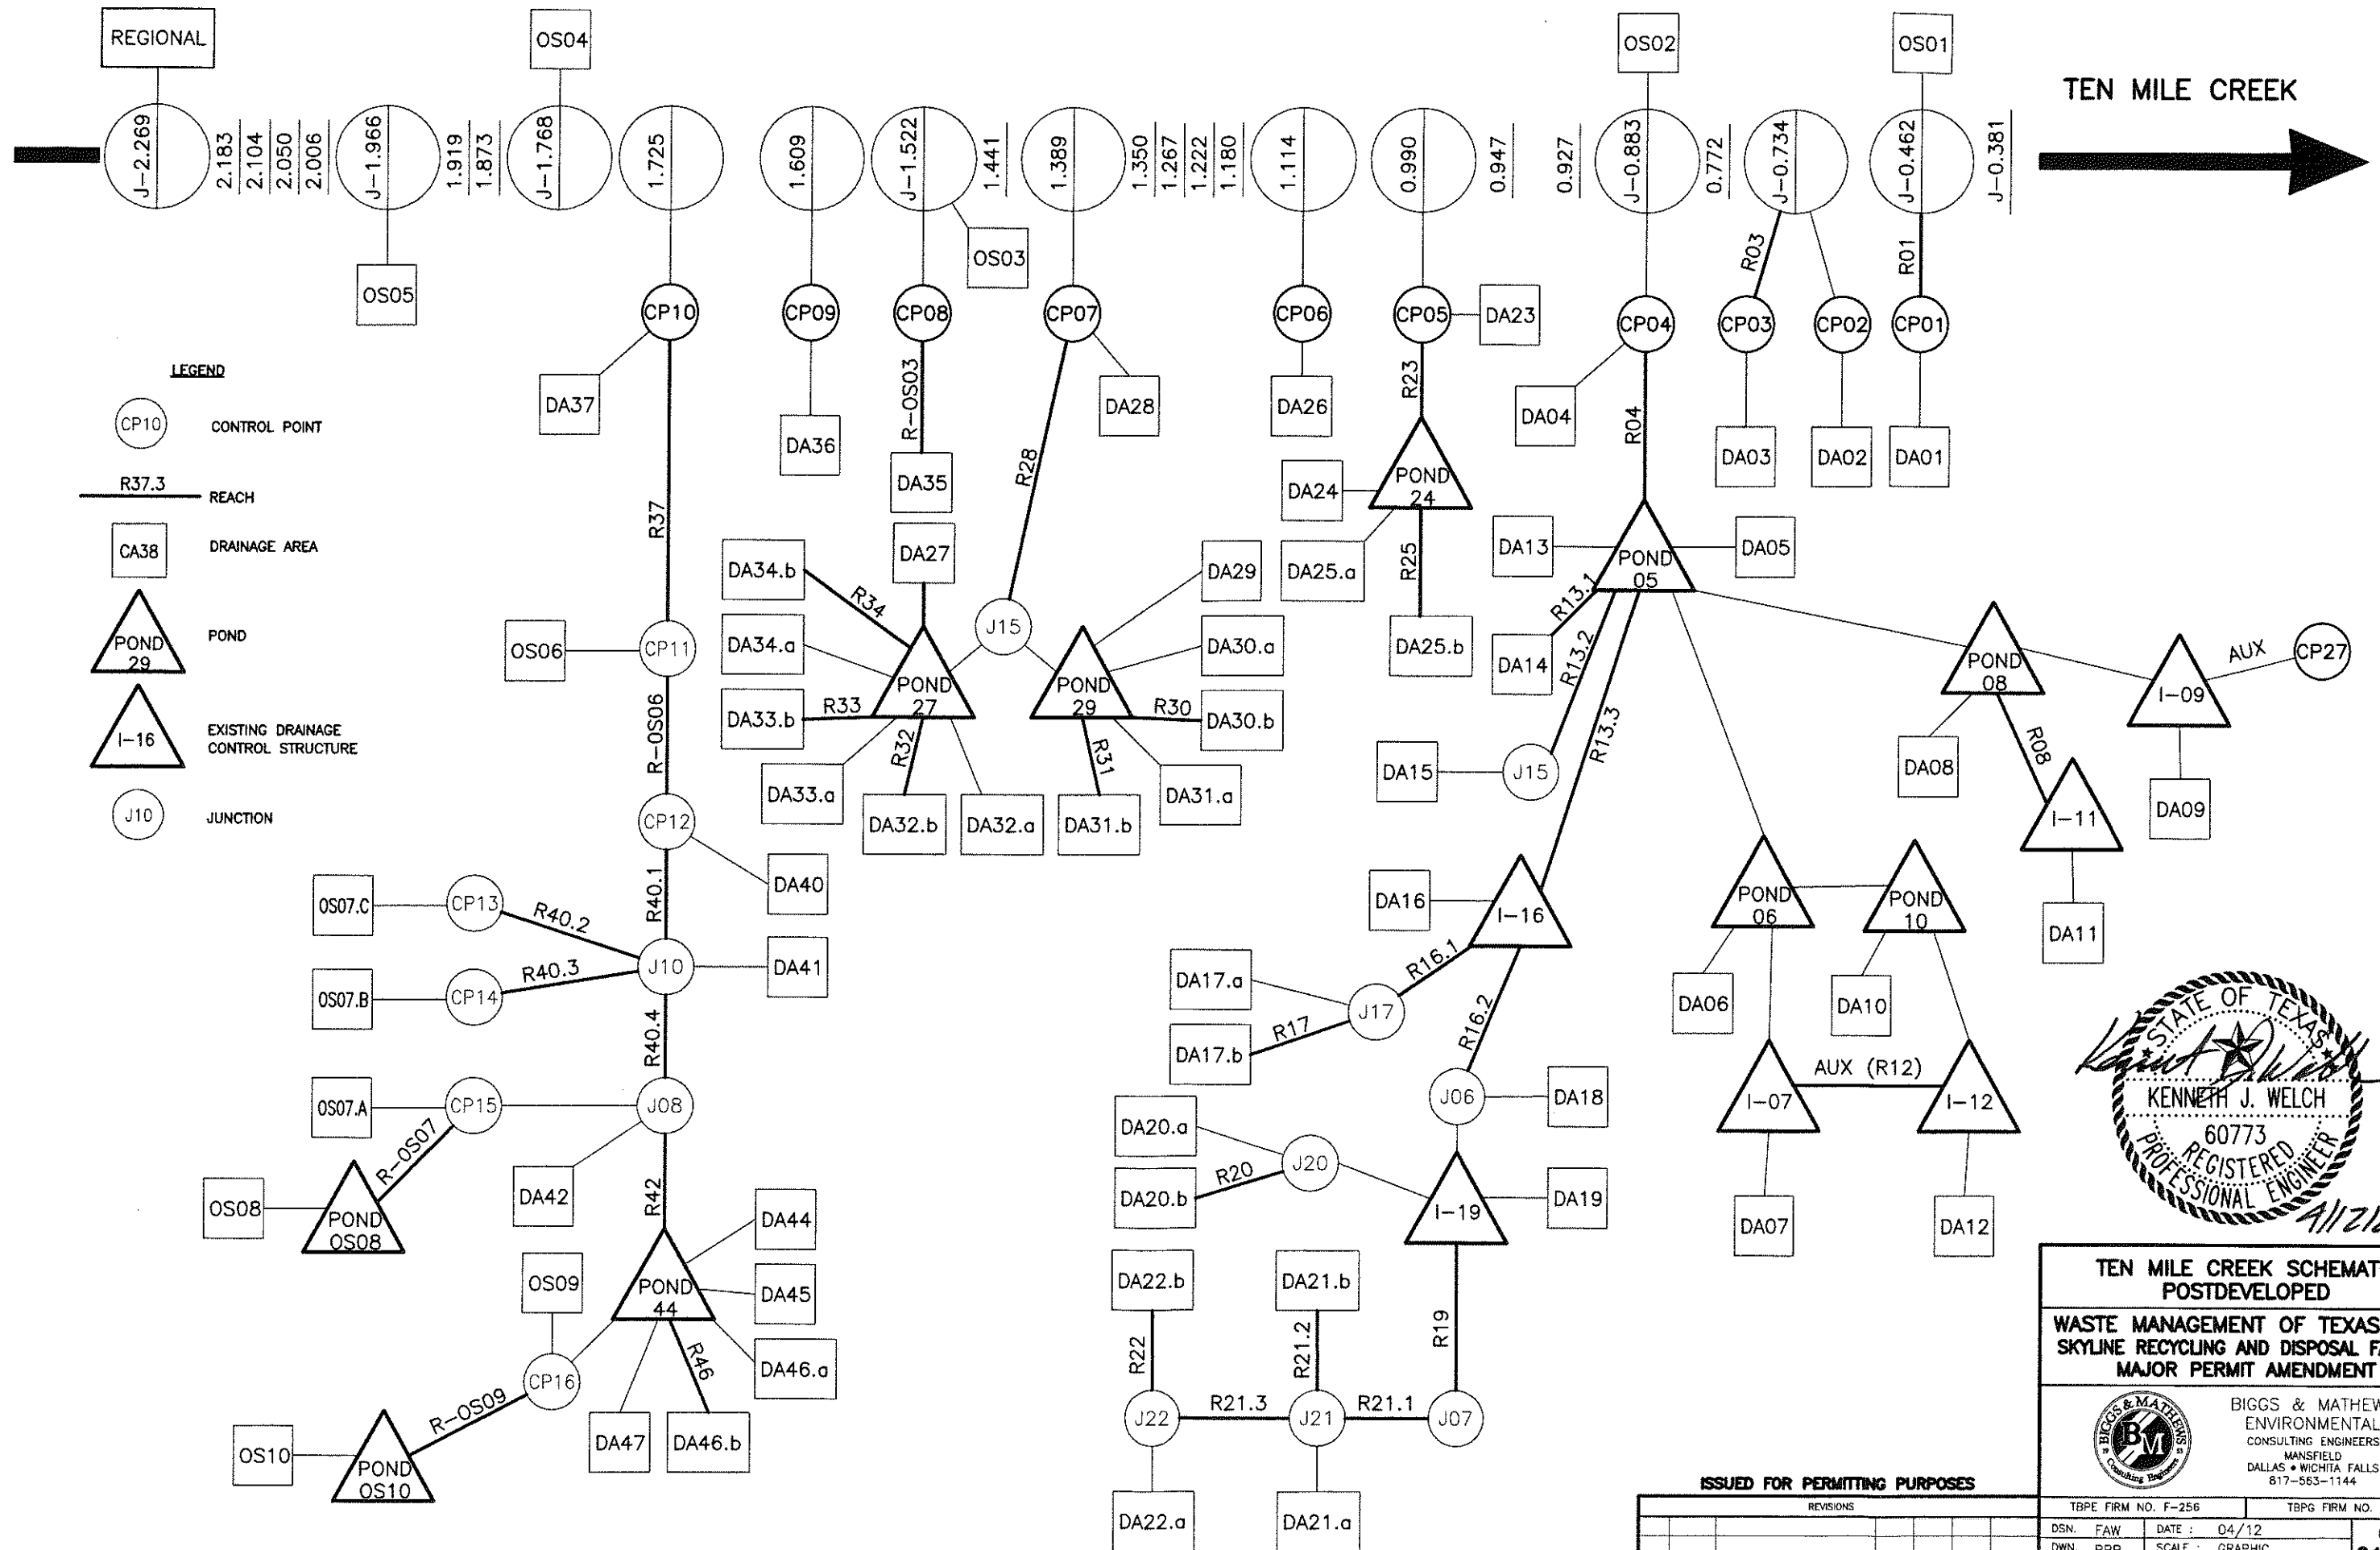 REGIONAL
OS04
OS02
OS01
TEN MILE CREEK
J-2.269
2.183
2.104
2.050
2.006
J-1.966
1.919
1.873
J-1.768
1.725
1.609
J-1.522
1.441
1.389
1.350
1.267
1.222
1.180
1.114
0.990
0.947
0.927
J-0.883
0.772
J-0.734
J-0.462
J-0.381
OS05
OS03
R03
R01
CP10
CP09
CP08
CP07
CP06
CP05
DA23
CP04
CP03
CP02
CP01
LEGEND
CP10
CONTROL POINT
R37.3
REACH
CA38
DRAINAGE AREA
POND
29
POND
I-16
EXISTING DRAINAGE
CONTROL STRUCTURE
J10
JUNCTION
DA37
DA36
R-OS03
DA35
DA28
R28
DA26
R23
DA04
R04
DA03
DA02
DA01
R37
DA24
POND
24
DA25.a
R25
DA25.b
DA34.b
R34
DA27
DA34.a
DA33.b
R33
POND
27
J15
DA33.a
R32
DA32.b
DA32.a
POND
29
DA29
DA30.a
R30
DA30.b
R31
DA31.b
DA31.a
DA13
POND
05
DA05
R13.1
DA14
R13.2
R13.3
DA15
J15
POND
08
DA08
R08
I-09
AUX
CP27
DA09
I-11
DA11
OS06
CP11
R-OS06
CP12
DA40
R40.1
OS07.C
CP13
R40.2
OS07.B
CP14
R40.3
J10
DA41
R40.4
OS07.A
CP15
J08
R-OS07
DA42
R42
OS08
POND
OS08
OS09
POND
44
DA44
DA45
DA46.a
R46
DA46.b
DA47
CP16
R-OS09
OS10
POND
OS10
DA16
I-16
DA17.a
R16.1
J17
R17
DA17.b
R16.2
J06
DA18
DA20.a
J20
R20
DA20.b
I-19
DA19
R19
DA22.b
DA21.b
R22
R21.2
J22
R21.3
J21
R21.1
J07
DA22.a
DA21.a
POND
06
POND
10
DA06
DA10
I-07
AUX (R12)
I-12
DA07
DA12
STATE OF TEXAS
KENNETH J. WELCH
60773
REGISTERED
PROFESSIONAL ENGINEER
TEN MILE CREEK SCHEMAT
POSTDEVELOPED
WASTE MANAGEMENT OF TEXAS
SKYLINE RECYCLING AND DISPOSAL FA
MAJOR PERMIT AMENDMENT
BIGGS & MATHEWS
BM
Consulting Engineers
BIGGS & MATHEW
ENVIRONMENTAL
CONSULTING ENGINEERS
MANSFIELD
DALLAS • WICHITA FALLS
817-563-1144
ISSUED FOR PERMITTING PURPOSES
REVISIONS
TBPE FIRM NO. F-256
TBPG FIRM NO.
DSN. FAW
DATE : 04/12
DWN.
SCALE : GRAPHIC